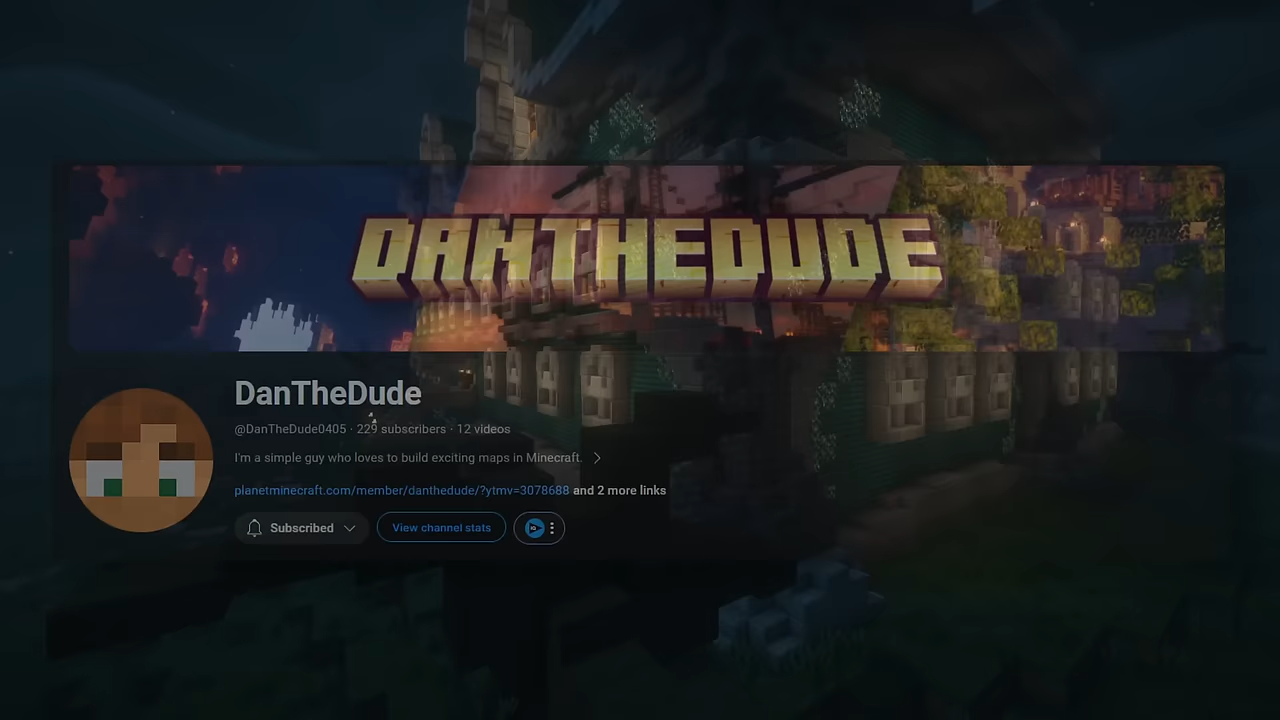 DANTHEDUDE
DanTheDude
@DanTheDude0405 · 229 subscribers · 12 videos
I'm a simple guy who loves to build exciting maps in Minecraft.
planetminecraft.com/member/danthedude/?ytmv=3078688 and 2 more links
Subscribed View channel stats